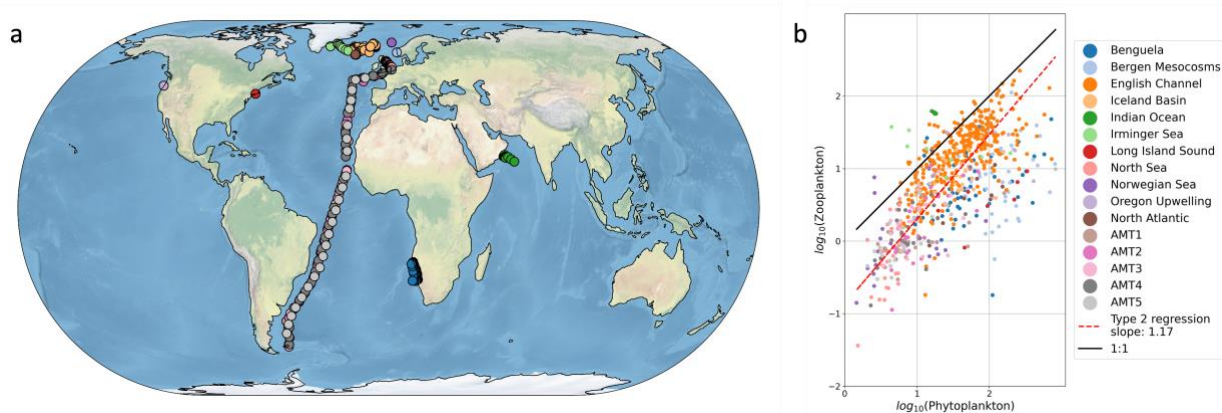 a
b
log10(Zooplankton)
2
1
0
−1
−2
0
1
2
log10(Phytoplankton)
Benguela
Bergen Mesocosms
English Channel
Iceland Basin
Indian Ocean
Irminger Sea
Long Island Sound
North Sea
Norwegian Sea
Oregon Upwelling
North Atlantic
AMT1
AMT2
AMT3
AMT4
AMT5
Type 2 regression
slope: 1.17
1:1